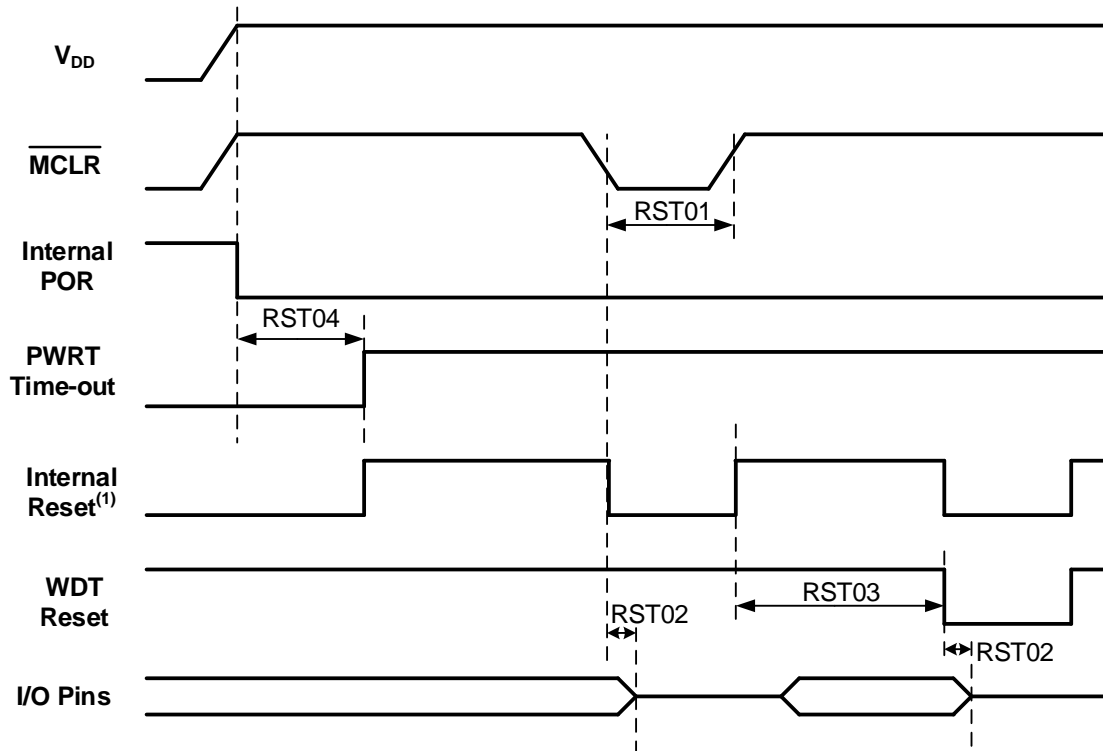 VDD
MCLR
RST01
Internal
POR
RST04
PWRT
Time-out
Internal
Reset(1)
WDT
Reset
RST03
RST02
RST02
I/O Pins